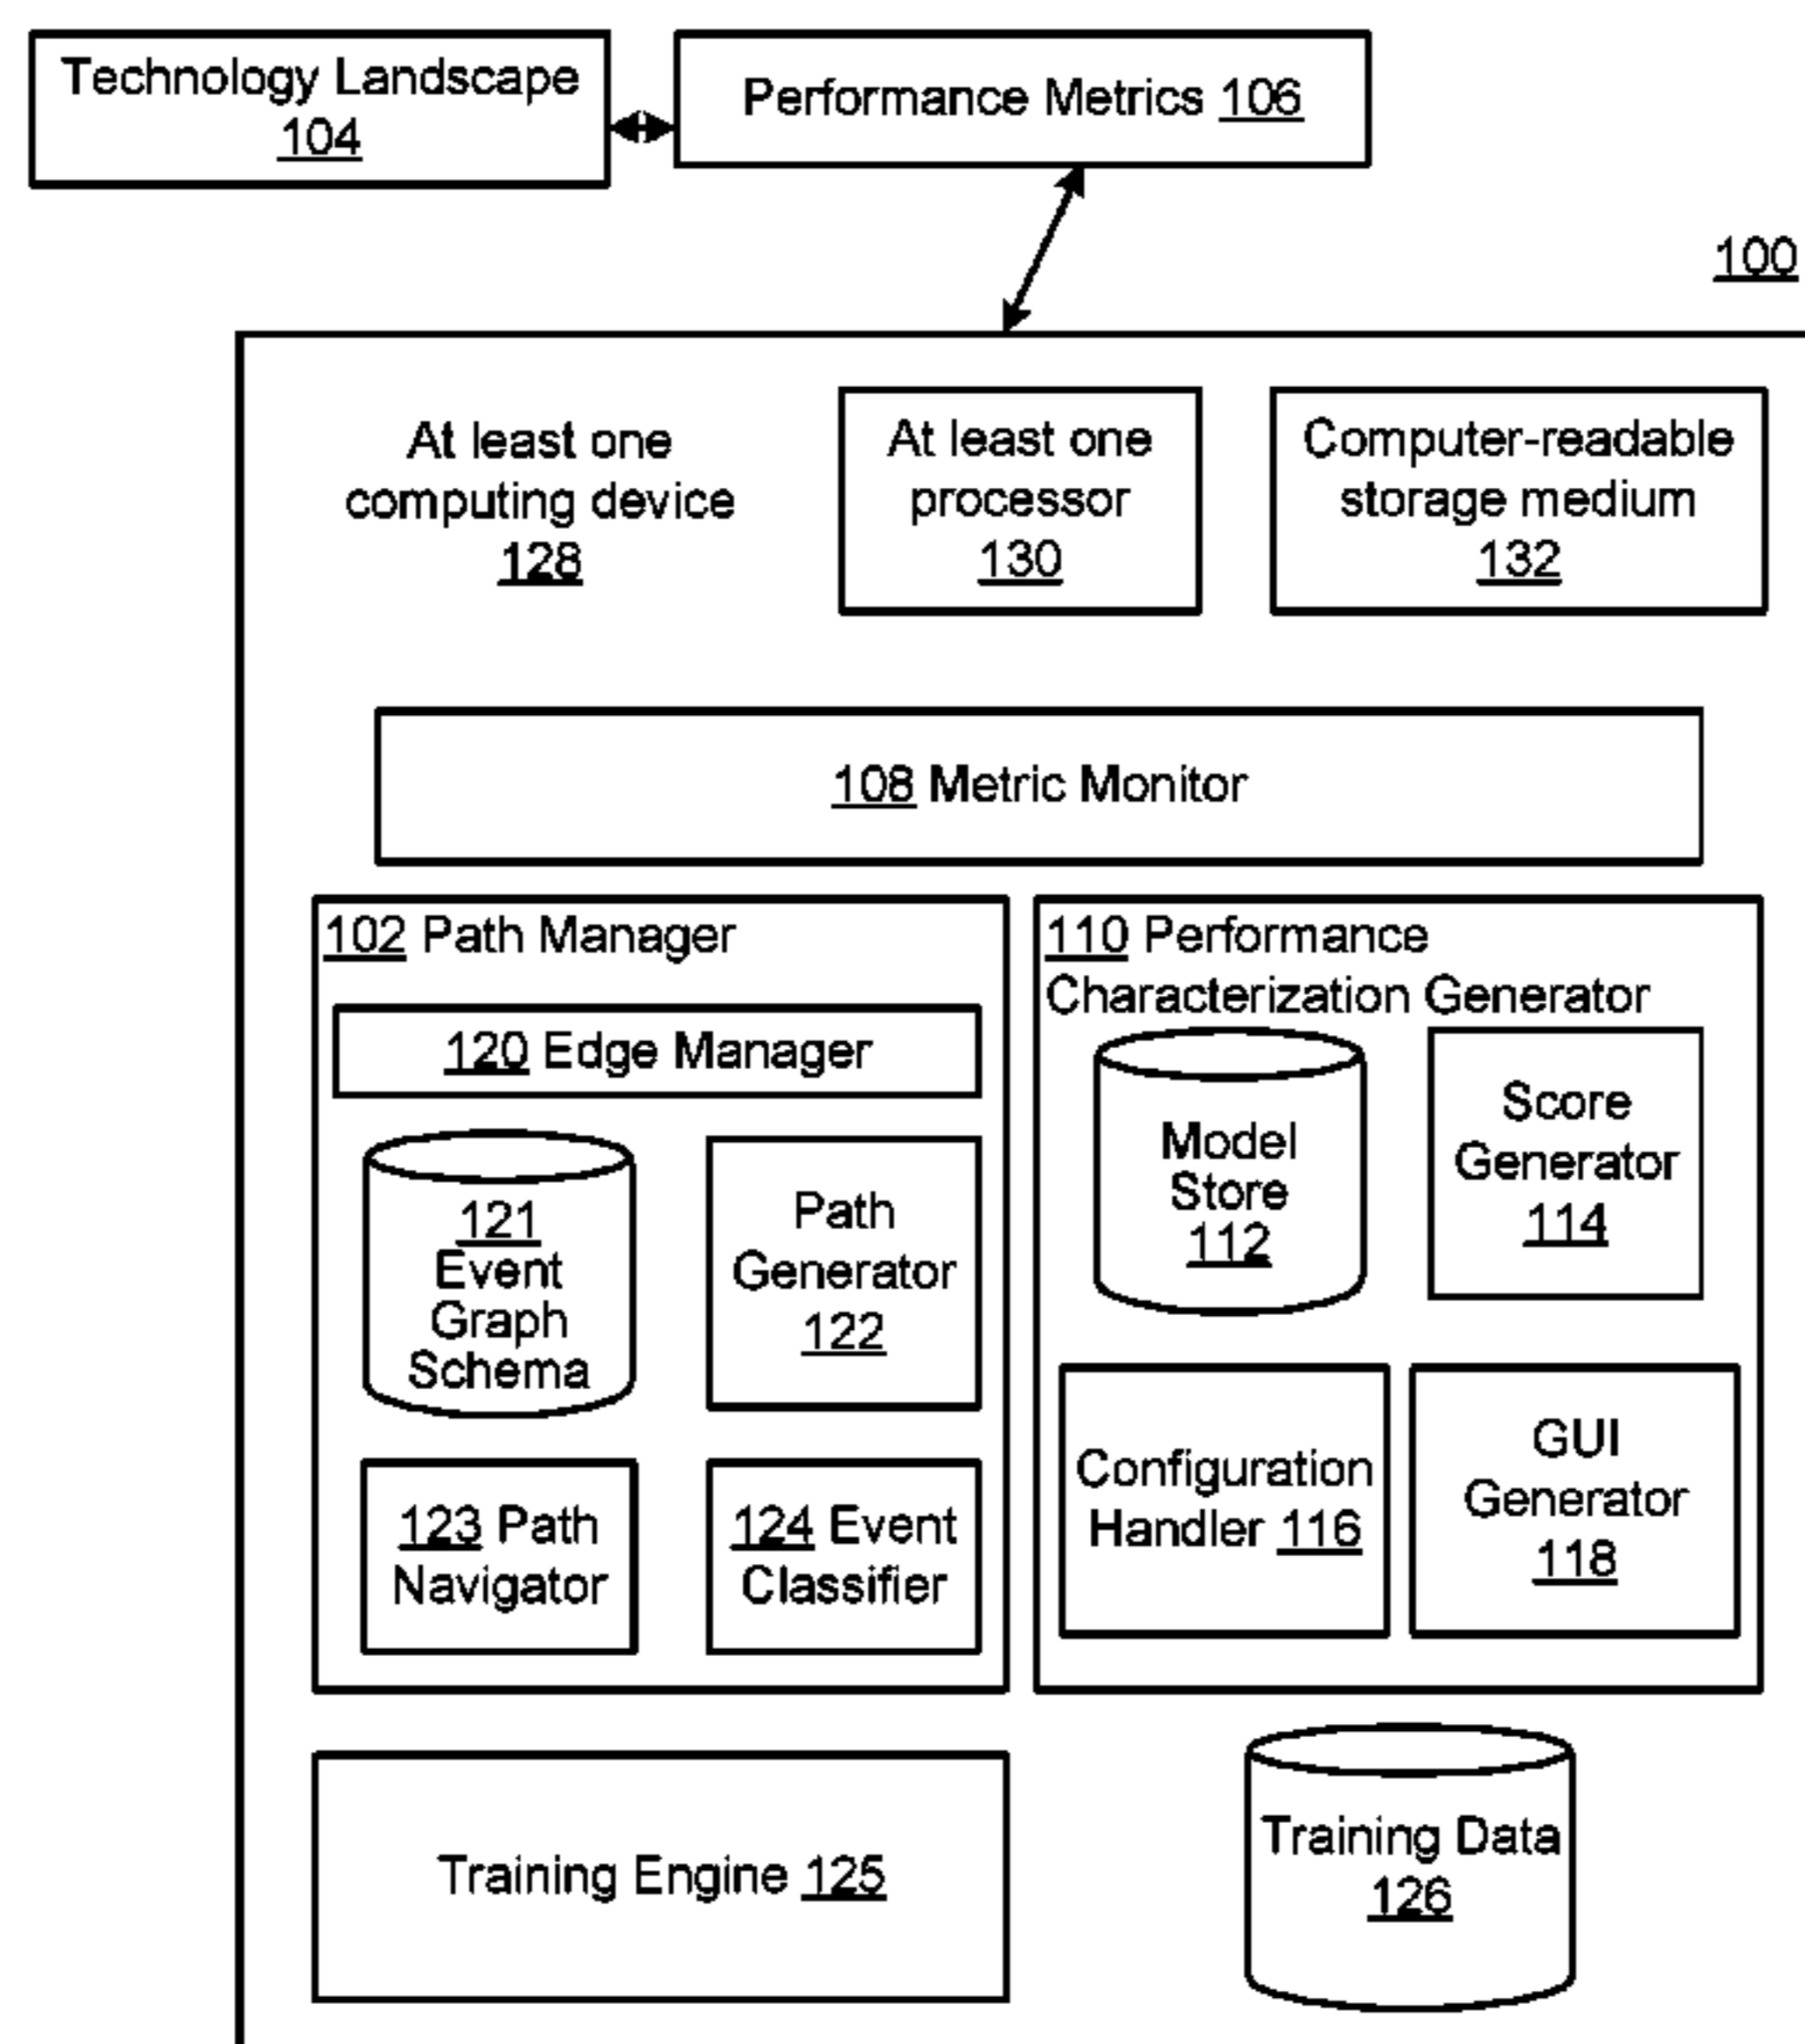 Technology Landscape
104
Performance Metrics 106
100
At least one
computing device
128
At least one
processor
130
Computer-readable
storage medium
132
108 Metric Monitor
102 Path Manager
120 Edge Manager
121
Event
Graph
Schema
Path
Generator
122
123 Path
Navigator
124 Event
Classifier
110 Performance
Characterization Generator
Model
Store
112
Score
Generator
114
Configuration
Handler 116
GUI
Generator
118
Training Engine 125
Training Data
126